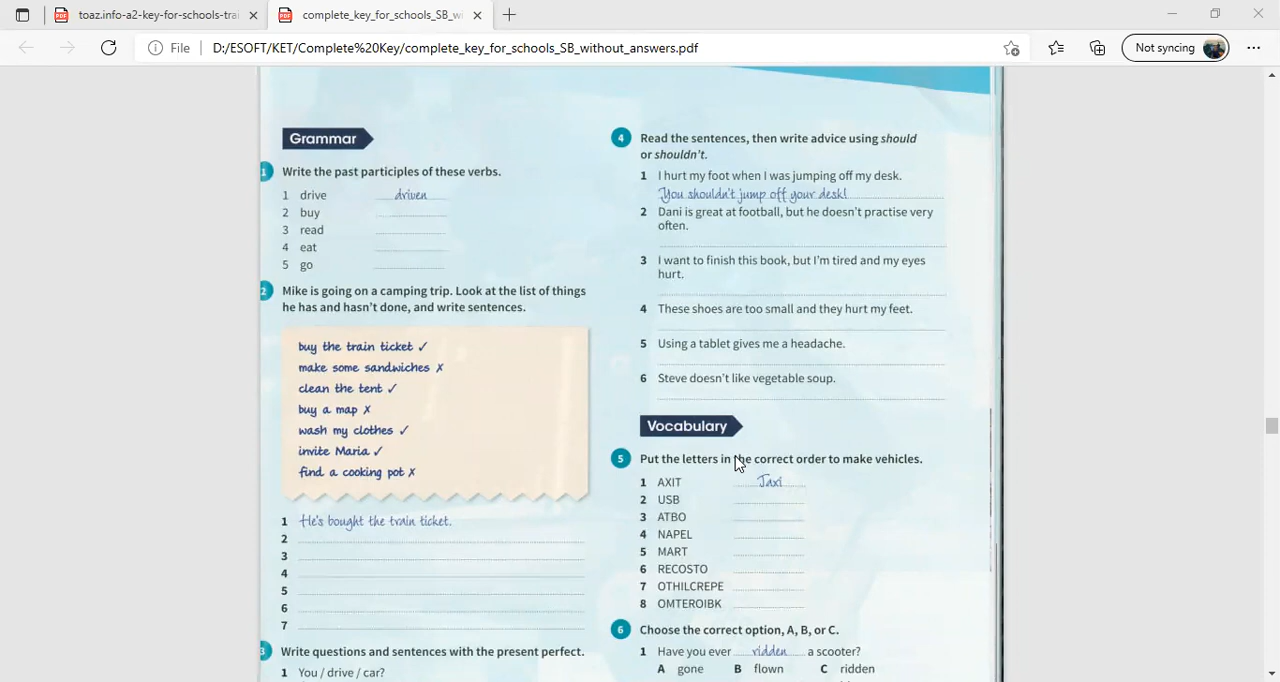 toaz.info-a2-key-for-schools-trai
complete_key_for_schools_SB_wi
File D:/ESOFT/KET/Complete%20Key/complete_key_for_schools_SB_without_answers.pdf
Not syncing
Grammar
1 Write the past participles of these verbs.
1 drive driven
2 buy
3 read
4 eat
5 go
2 Mike is going on a camping trip. Look at the list of things
he has and hasn't done, and write sentences.
buy the train ticket ✓
make some sandwiches ✗
clean the tent ✓
buy a map ✗
wash my clothes ✓
invite Maria ✓
find a cooking pot ✗
1 He's bought the train ticket.
2
3
4
5
6
7
3 Write questions and sentences with the present perfect.
1 You / drive / car?
4 Read the sentences, then write advice using should
or shouldn't.
1 I hurt my foot when I was jumping off my desk.
You shouldn't jump off your desk!
2 Dani is great at football, but he doesn't practise very
often.
3 I want to finish this book, but I'm tired and my eyes
hurt.
4 These shoes are too small and they hurt my feet.
5 Using a tablet gives me a headache.
6 Steve doesn't like vegetable soup.
Vocabulary
5 Put the letters in the correct order to make vehicles.
1 AXIT Taxi
2 USB
3 ATBO
4 NAPEL
5 MART
6 RECOSTO
7 OTHILCREPE
8 OMTEROIBK
6 Choose the correct option, A, B, or C.
1 Have you ever ridden a scooter?
A gone B flown C ridden